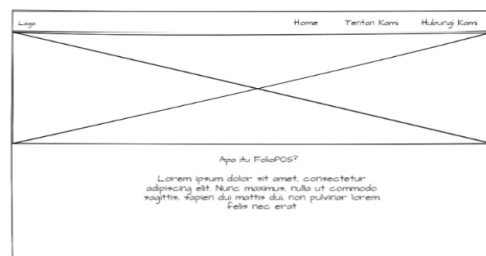 Logo
Home
Tentan Kami
Hubungi Kami
Apa itu FolioPOS?
Lorem ipsum dolor sit amet, consectetur
adipiscing elit. Nunc maximus, nulla ut commodo
sagittis, sapien dui mattis dui, non pulvinar lorem
felis nec erat